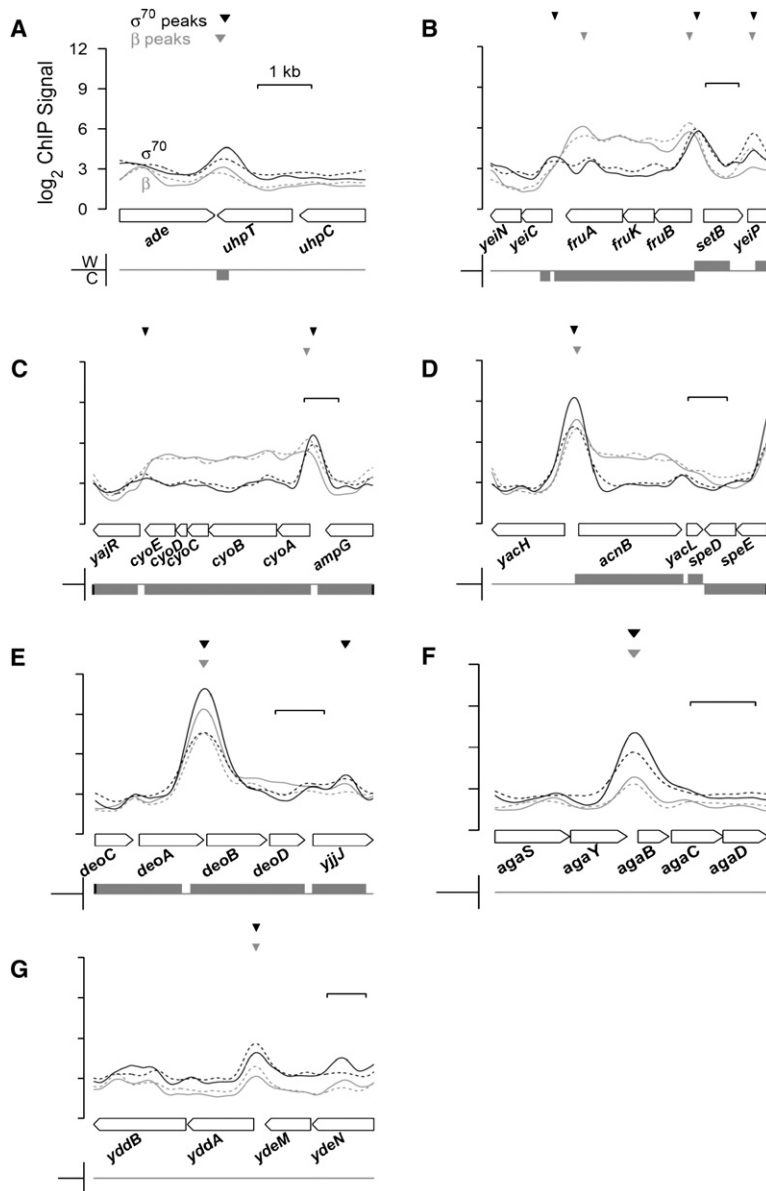 A
σ⁷⁰ peaks
β peaks
12
9
6
3
0
log₂ ChIP Signal
1 kb
σ⁷⁰
β
ade
uhpT
uhpC
W
C
B
yeiN
yeiC
fruA
fruK
fruB
setB
yeiP
C
yajR
cyoE
cyoD
cyoC
cyoB
cyoA
ampG
D
yacH
acnB
yacL
speD
speE
E
deoC
deoA
deoB
deoD
yjjJ
F
agaS
agaY
agaB
agaC
agaD
G
yddB
yddA
ydeM
ydeN